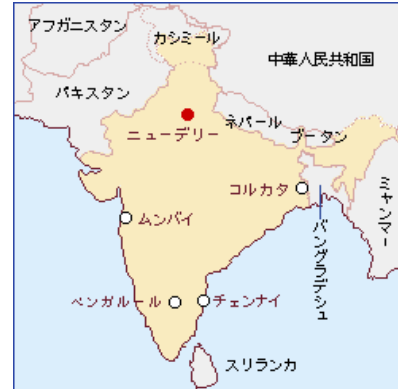 アフガニスタン
カシミール
中華人民共和国
パキスタン
ニューデリー
ネパール
ブータン
コルカタ
ミャンマー
ムンバイ
バングラデシュ
ベンガルール
チェンナイ
スリランカ